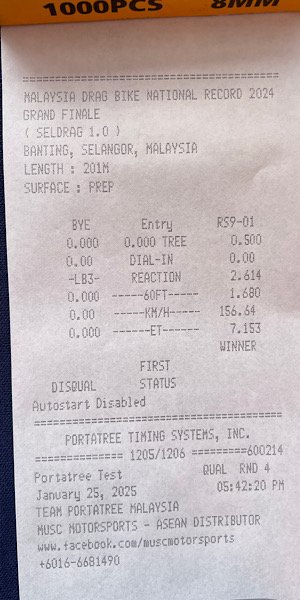 1000PCS 8MM
==========================================
MALAYSIA DRAG BIKE NATIONAL RECORD 2024
GRAND FINALE
( SELDRAG 1.0 )
BANTING, SELANGOR, MALAYSIA
LENGTH : 201M
SURFACE : PREP
BYE Entry RS9-01
0.000 0.000 TREE 0.500
0.00 DIAL-IN 0.00
-LB3- REACTION 2.614
0.000 ------60FT----- 1.680
0.00 ------KM/H------ 156.64
0.000 ------ET------ 7.153
WINNER
FIRST
DISQUAL STATUS
Autostart Disabled
==========================================
PORTATREE TIMING SYSTEMS, INC.
============== 1205/1206 =========600214
Portatree Test QUAL RND 4
January 25, 2025 05:42:20 PM
TEAM PORTATREE MALAYSIA
MUSC MOTORSPORTS - ASEAN DISTRIBUTOR
www.facebook.com/muscmotorsports
+6016-6681490